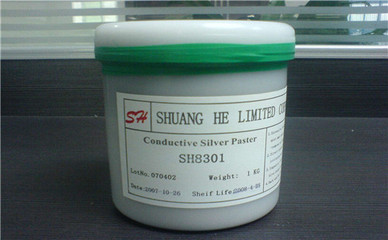 SH SHUANG HE LIMITED
Conductive Silver Paster
SH8301
LotNo. 070402 Weight: 1 KG
Date: 2007-10-26 Sheif Life: 2008-4-25